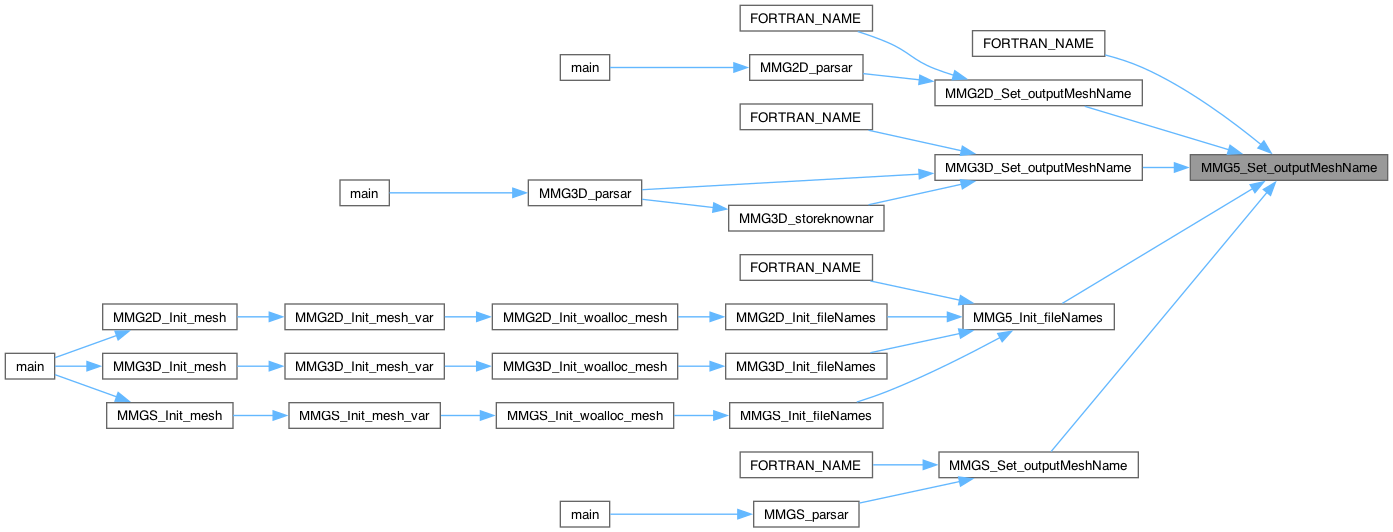 FORTRAN_NAME
FORTRAN_NAME
main
MMG2D_parsar
MMG2D_Set_outputMeshName
FORTRAN_NAME
MMG3D_Set_outputMeshName
MMG5_Set_outputMeshName
main
MMG3D_parsar
MMG3D_storeknownar
FORTRAN_NAME
MMG2D_Init_mesh
MMG2D_Init_mesh_var
MMG2D_Init_woalloc_mesh
MMG2D_Init_fileNames
MMG5_Init_fileNames
main
MMG3D_Init_mesh
MMG3D_Init_mesh_var
MMG3D_Init_woalloc_mesh
MMG3D_Init_fileNames
MMGS_Init_mesh
MMGS_Init_mesh_var
MMGS_Init_woalloc_mesh
MMGS_Init_fileNames
FORTRAN_NAME
MMGS_Set_outputMeshName
main
MMGS_parsar